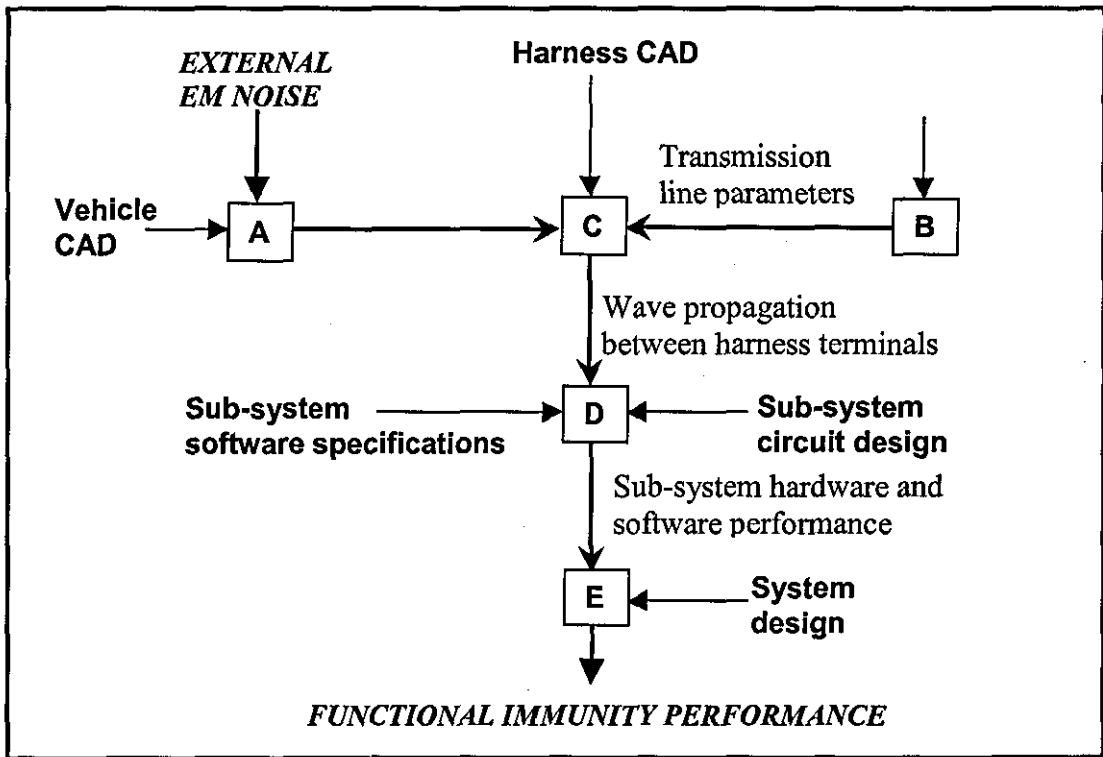 EXTERNAL
EM NOISE
Harness CAD
Transmission
line parameters
Vehicle
CAD
A
C
B
Wave propagation
between harness terminals
Sub-system
software specifications
D
Sub-system
circuit design
Sub-system hardware and
software performance
E
System
design
FUNCTIONAL IMMUNITY PERFORMANCE